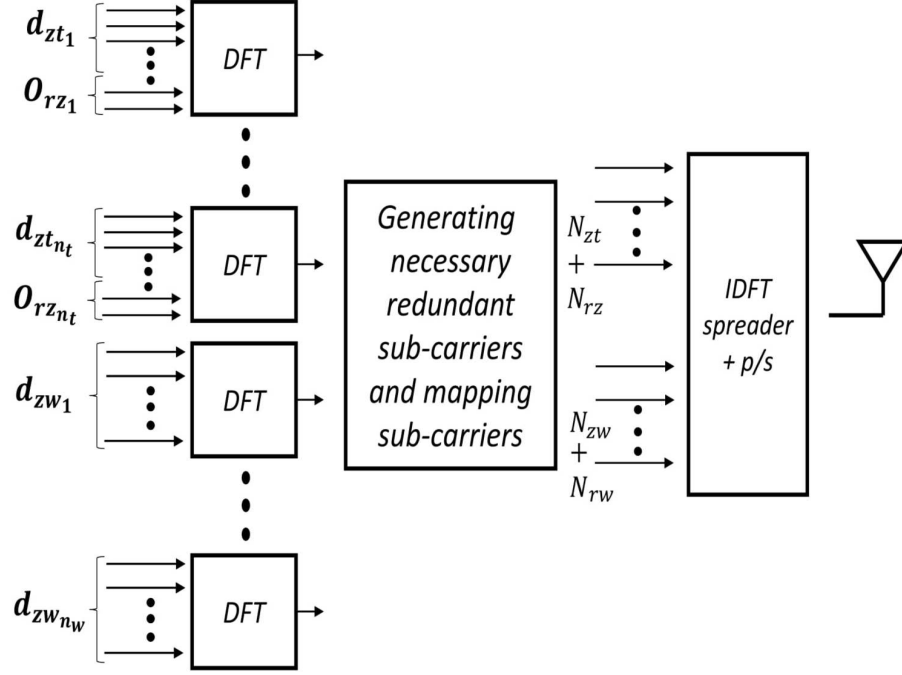 d_{zt_1}
O_{rz_1}
DFT
d_{zt_{n_t}}
O_{rz_{n_t}}
DFT
d_{zw_1}
DFT
d_{zw_{n_w}}
DFT
Generating
necessary
redundant
sub-carriers
and mapping
sub-carriers
N_{zt}
+
N_{rz}
N_{zw}
+
N_{rw}
IDFT
spreader
+ p/s